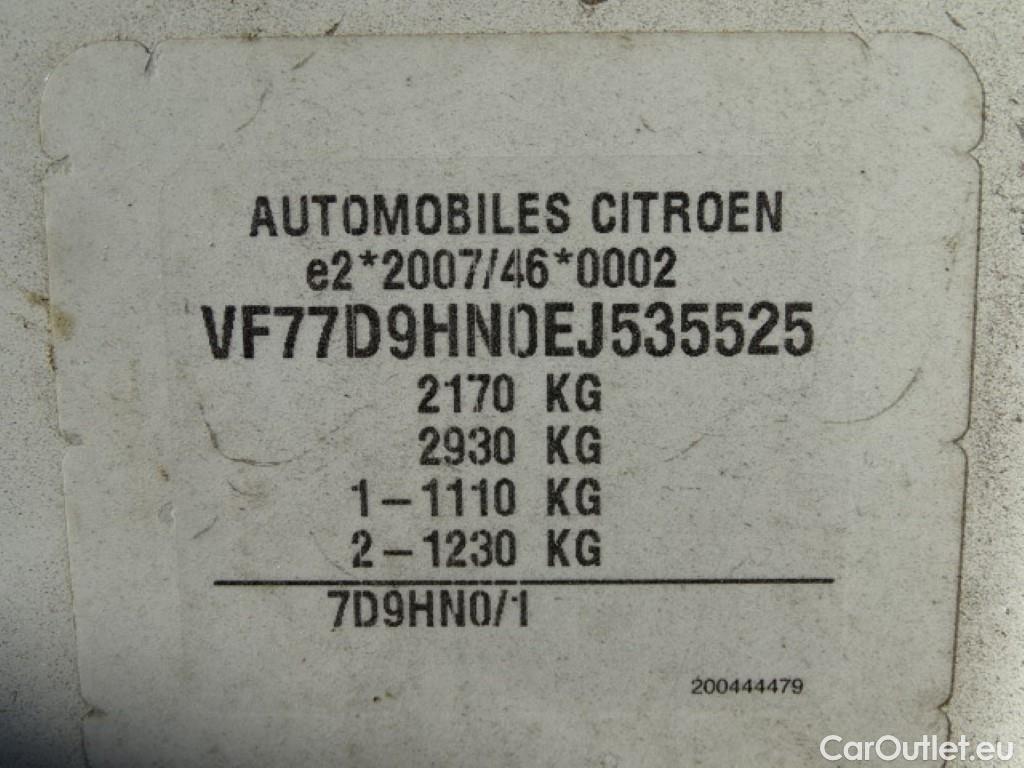 AUTOMOBILES CITROEN
e2*2007/46*0002
VF77D9HN0EJ535525
2170 KG
2930 KG
1-1110 KG
2-1230 KG
7D9HN0/1
200444479
CarOutlet.eu